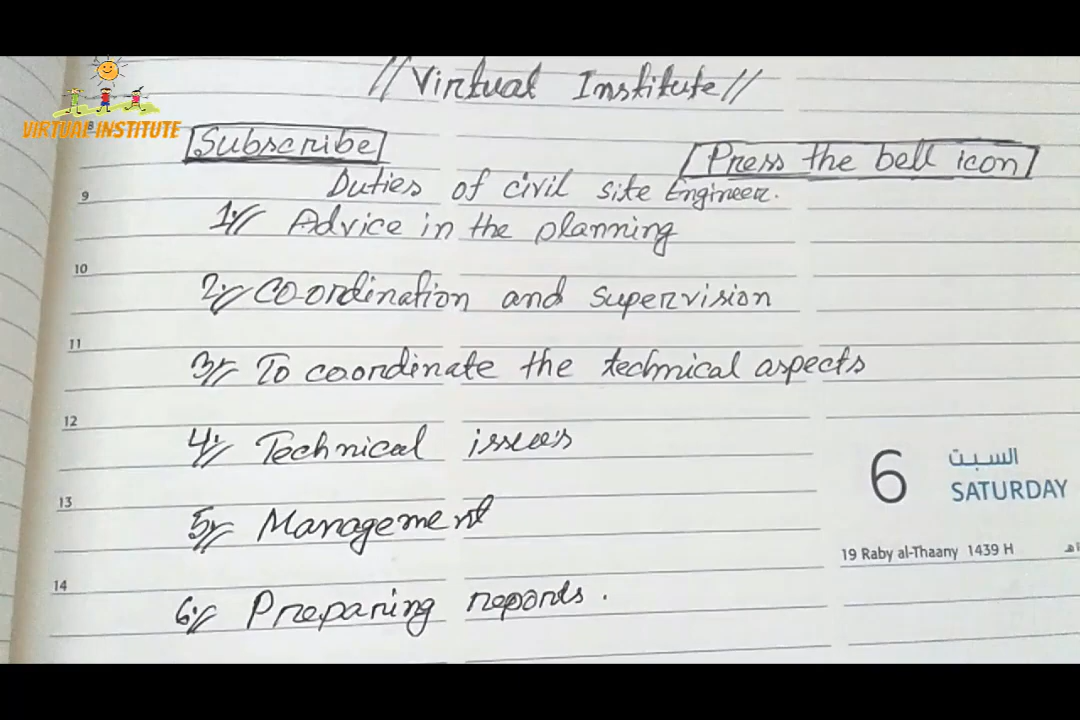 //Virtual Institute//
VIRTUAL INSTITUTE
8
Subscribe
Press the bell icon
Duties of civil site Engineer.
9
1. Advice in the planning
10
2. Co-ordination and supervision
11
3. To coordinate the technical aspects
12
4. Technical issues
6
السبت
SATURDAY
13
5. Management
19 Raby al-Thaany 1439 H
14
6. Preparing reports.